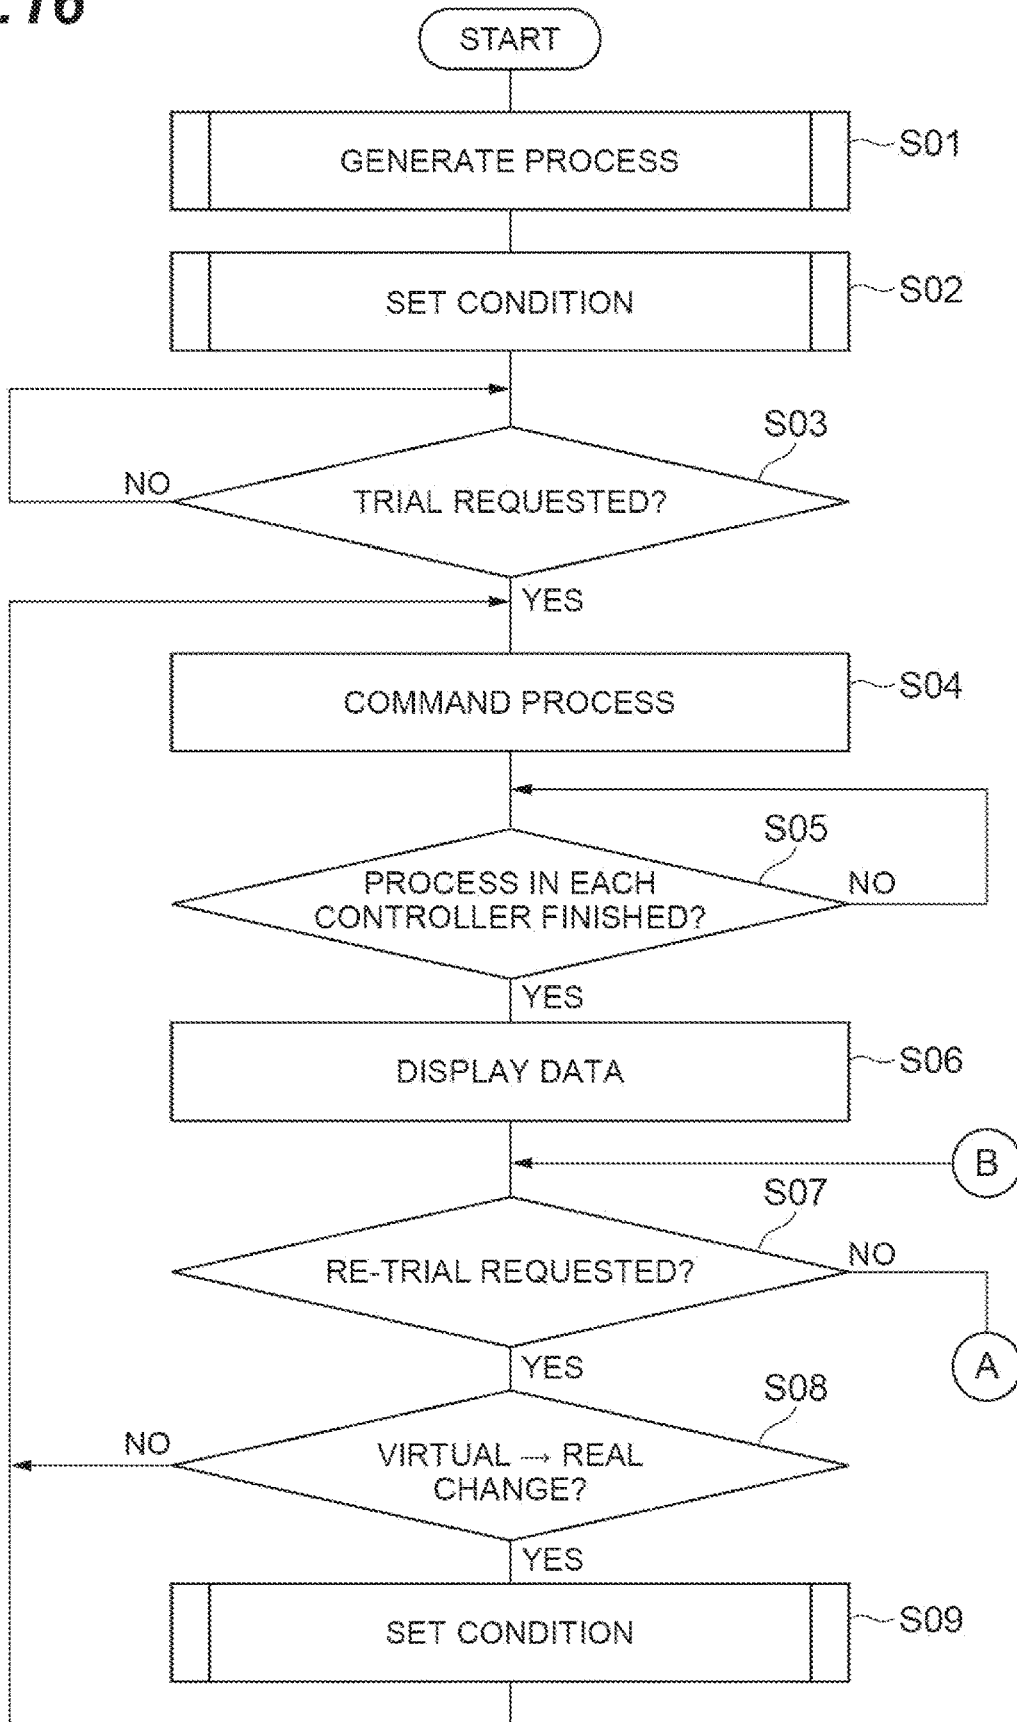 . 16
START
GENERATE PROCESS
S01
SET CONDITION
S02
S03
NO
TRIAL REQUESTED?
YES
COMMAND PROCESS
S04
S05
PROCESS IN EACH
NO
CONTROLLER FINISHED?
YES
DISPLAY DATA
S06
B
S07
NO
RE-TRIAL REQUESTED?
YES
A
S08
NO
VIRTUAL → REAL
CHANGE?
YES
SET CONDITION
S09